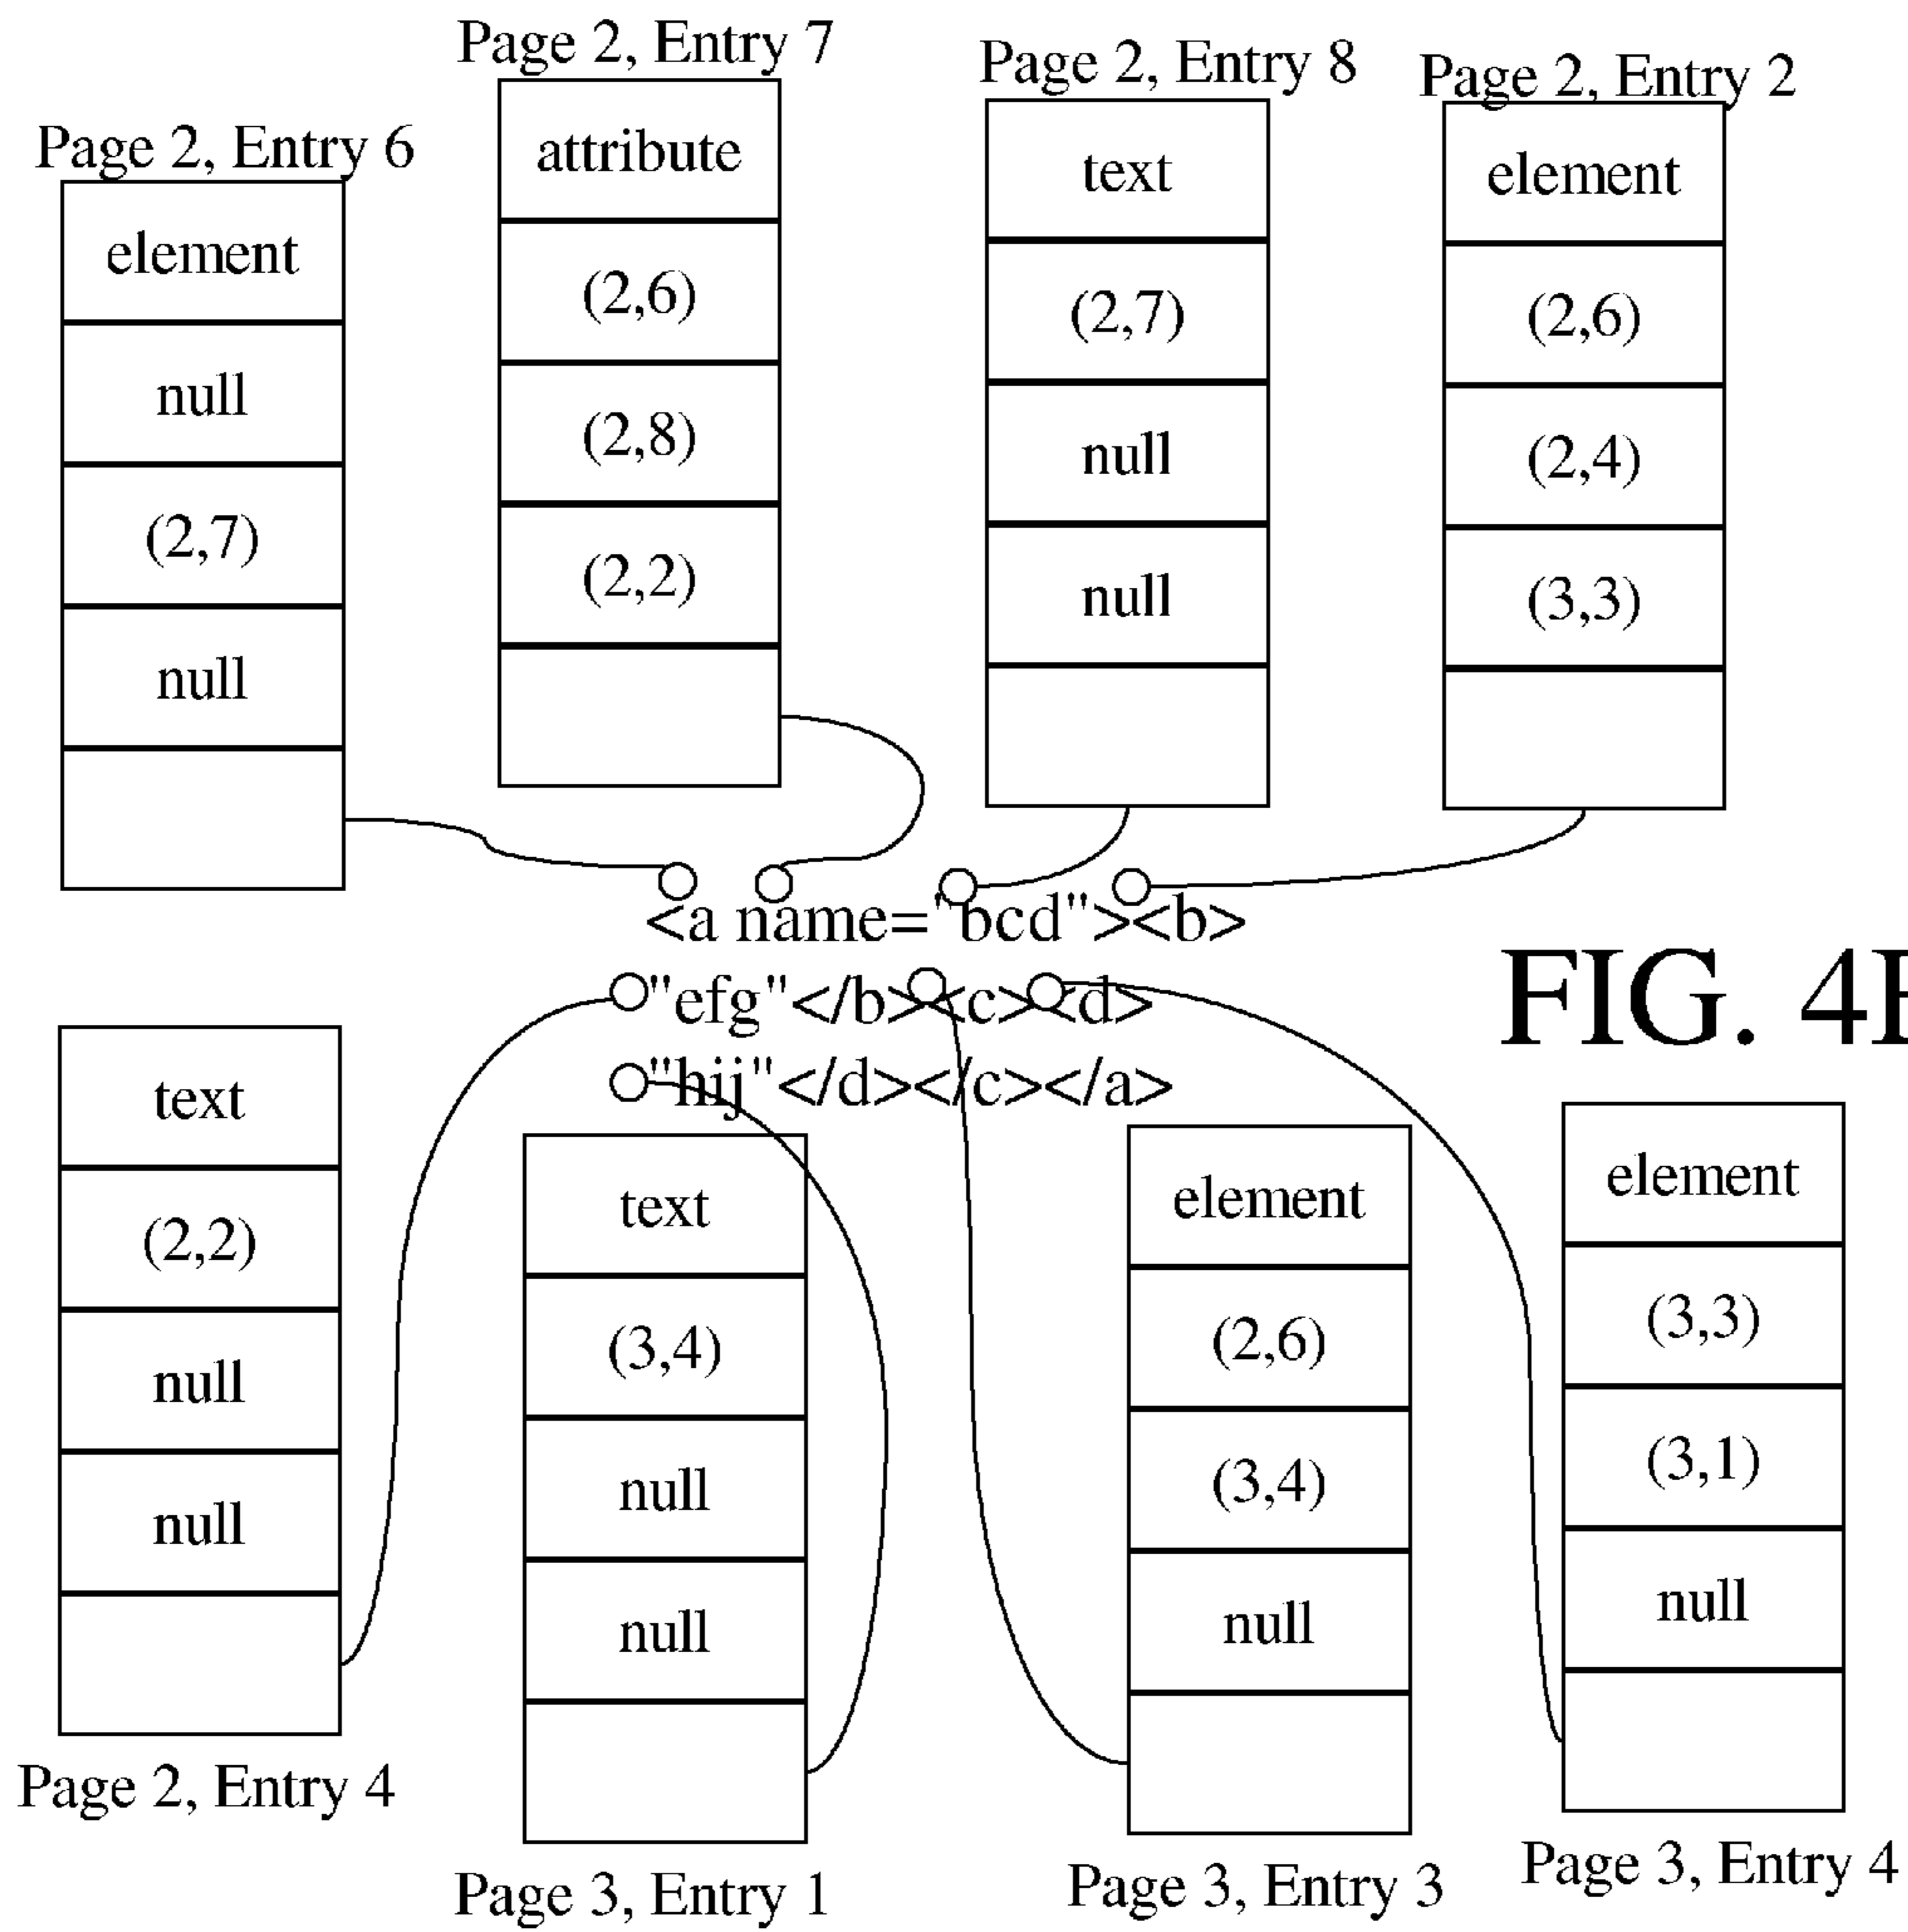 Page 2, Entry 6
element
null
(2,7)
null
Page 2, Entry 7
attribute
(2,6)
(2,8)
(2,2)
Page 2, Entry 8
text
(2,7)
null
null
Page 2, Entry 2
element
(2,6)
(2,4)
(3,3)
<a name="bcd"><b>
"efg"</b><c><d>
"hij"</d></c></a>
FIG. 4
text
(2,2)
null
null
Page 2, Entry 4
text
(3,4)
null
null
Page 3, Entry 1
element
(2,6)
(3,4)
null
Page 3, Entry 3
element
(3,3)
(3,1)
null
Page 3, Entry 4